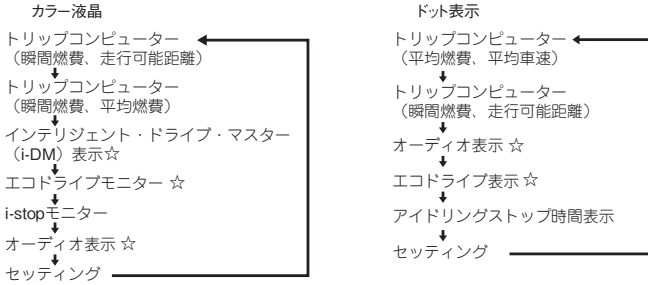 カラー液晶
トリップコンピューター
（瞬間燃費、走行可能距離）
トリップコンピューター
（瞬間燃費、平均燃費）
インテリジェント・ドライブ・マスター
（i-DM）表示☆
エコドライブモニター ☆
i-stopモニター
オーディオ表示 ☆
セッティング
ドット表示
トリップコンピューター
（平均燃費、平均車速）
トリップコンピューター
（瞬間燃費、走行可能距離）
オーディオ表示 ☆
エコドライブ表示 ☆
アイドリングストップ時間表示
セッティング